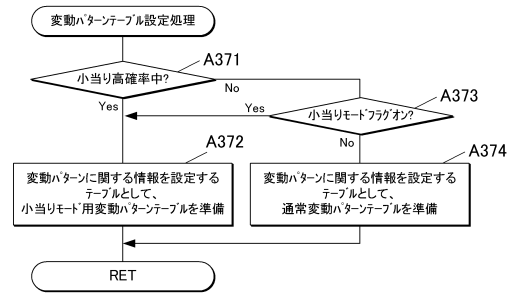 変動ﾊﾟﾀｰﾝﾃｰﾌﾞﾙ設定処理
A371
小当り高確率中?
No
Yes
A373
小当りﾓｰﾄﾞﾌﾗｸﾞｵﾝ?
Yes
No
A372
変動ﾊﾟﾀｰﾝに関する情報を設定する
ﾃｰﾌﾞﾙとして、
小当りﾓｰﾄﾞ用変動ﾊﾟﾀｰﾝﾃｰﾌﾞﾙを準備
A374
変動ﾊﾟﾀｰﾝに関する情報を設定する
ﾃｰﾌﾞﾙとして、
通常変動ﾊﾟﾀｰﾝﾃｰﾌﾞﾙを準備
RET